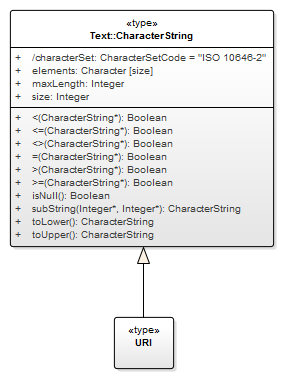 «type»
Text::CharacterString
+ /characterSet: CharacterSetCode = "ISO 10646-2"
+ elements: Character [size]
+ maxLength: Integer
+ size: Integer
+ <(CharacterString*): Boolean
+ <=(CharacterString*): Boolean
+ <>(CharacterString*): Boolean
+ =(CharacterString*): Boolean
+ >(CharacterString*): Boolean
+ >=(CharacterString*): Boolean
+ isNull(): Boolean
+ subString(Integer*, Integer*): CharacterString
+ toLower(): CharacterString
+ toUpper(): CharacterString
«type»
URI